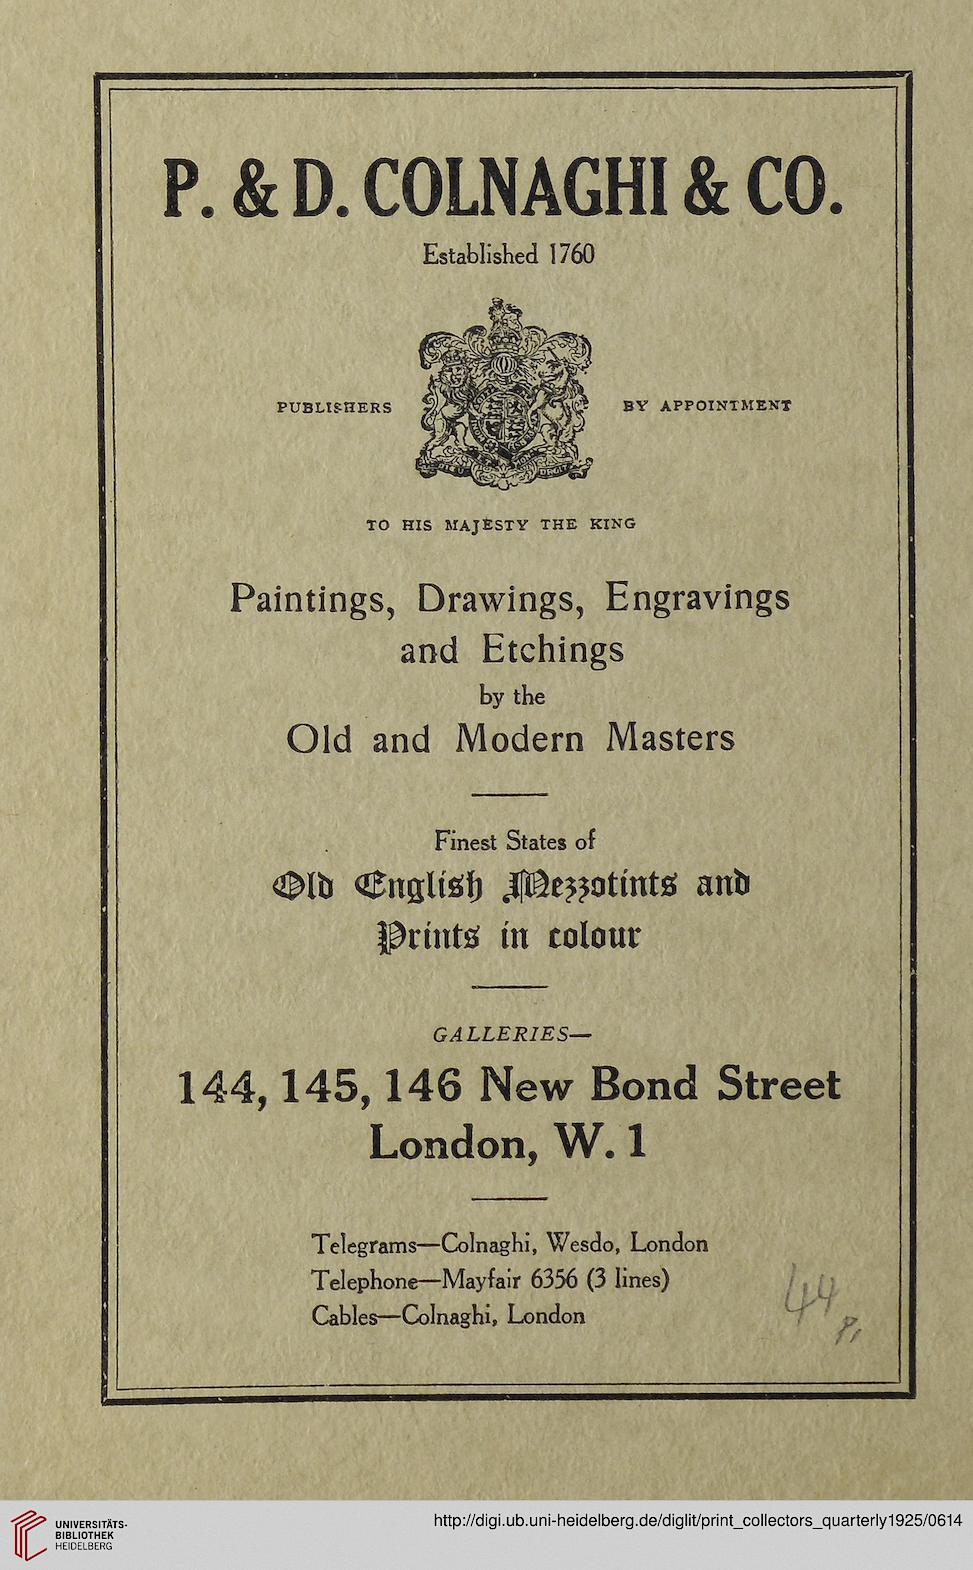 P. & D. COLNAGHI & CO.
Established 1760
PUBLISHERS BY APPOINTMENT
TO HIS MAJESTY THE KING
Paintings, Drawings, Engravings
and Etchings
by the
Old and Modern Masters
Finest States of
Old English Mezzotints and
Prints in colour
GALLERIES—
144, 145, 146 New Bond Street
London, W. 1
Telegrams—Colnaghi, Wesdo, London
Telephone—Mayfair 6356 (3 lines)
Cables—Colnaghi, London
44
UNIVERSITÄTS-
BIBLIOTHEK
HEIDELBERG
http://digi.ub.uni-heidelberg.de/diglit/print_collectors_quarterly1925/0614